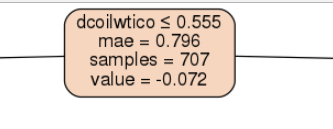 dcoilwtico ≤ 0.555
mae = 0.796
samples = 707
value = -0.072